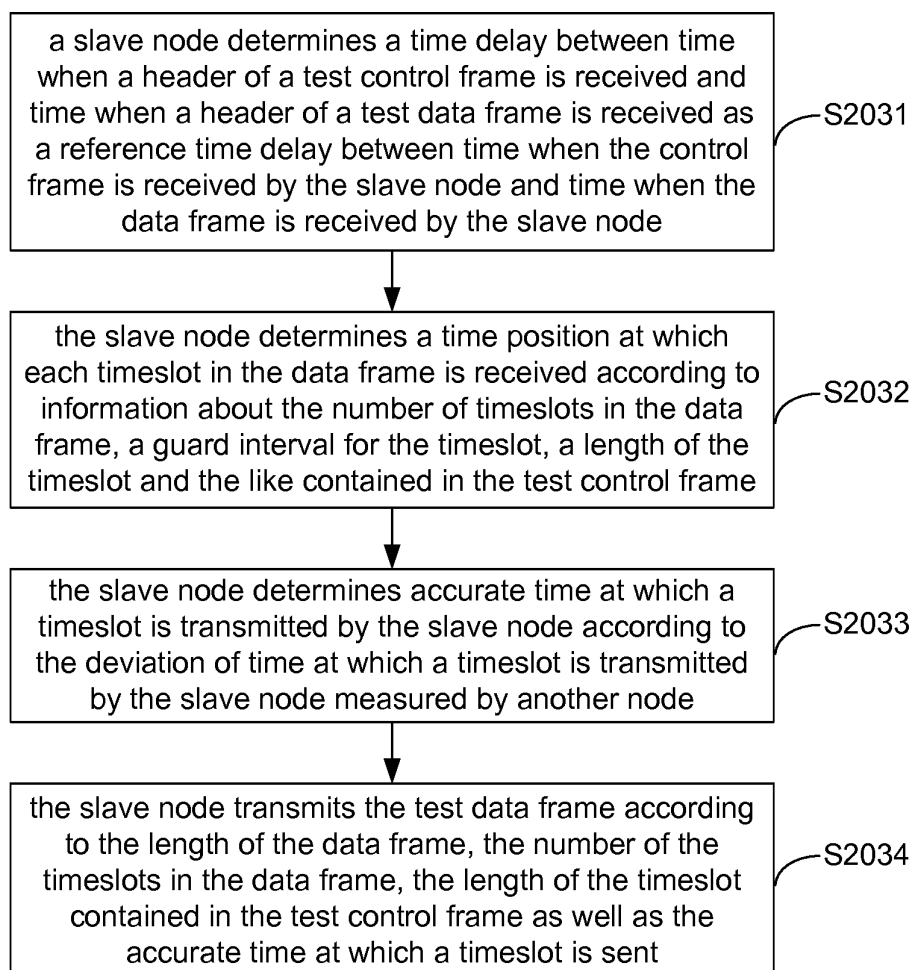 a slave node determines a time delay between time
when a header of a test control frame is received and
time when a header of a test data frame is received as
a reference time delay between time when the control
frame is received by the slave node and time when the
data frame is received by the slave node
S2031
the slave node determines a time position at which
each timeslot in the data frame is received according to
information about the number of timeslots in the data
frame, a guard interval for the timeslot, a length of the
timeslot and the like contained in the test control frame
S2032
the slave node determines accurate time at which a
timeslot is transmitted by the slave node according to
the deviation of time at which a timeslot is transmitted
by the slave node measured by another node
S2033
the slave node transmits the test data frame according
to the length of the data frame, the number of the
timeslots in the data frame, the length of the timeslot
contained in the test control frame as well as the
accurate time at which a timeslot is sent
S2034